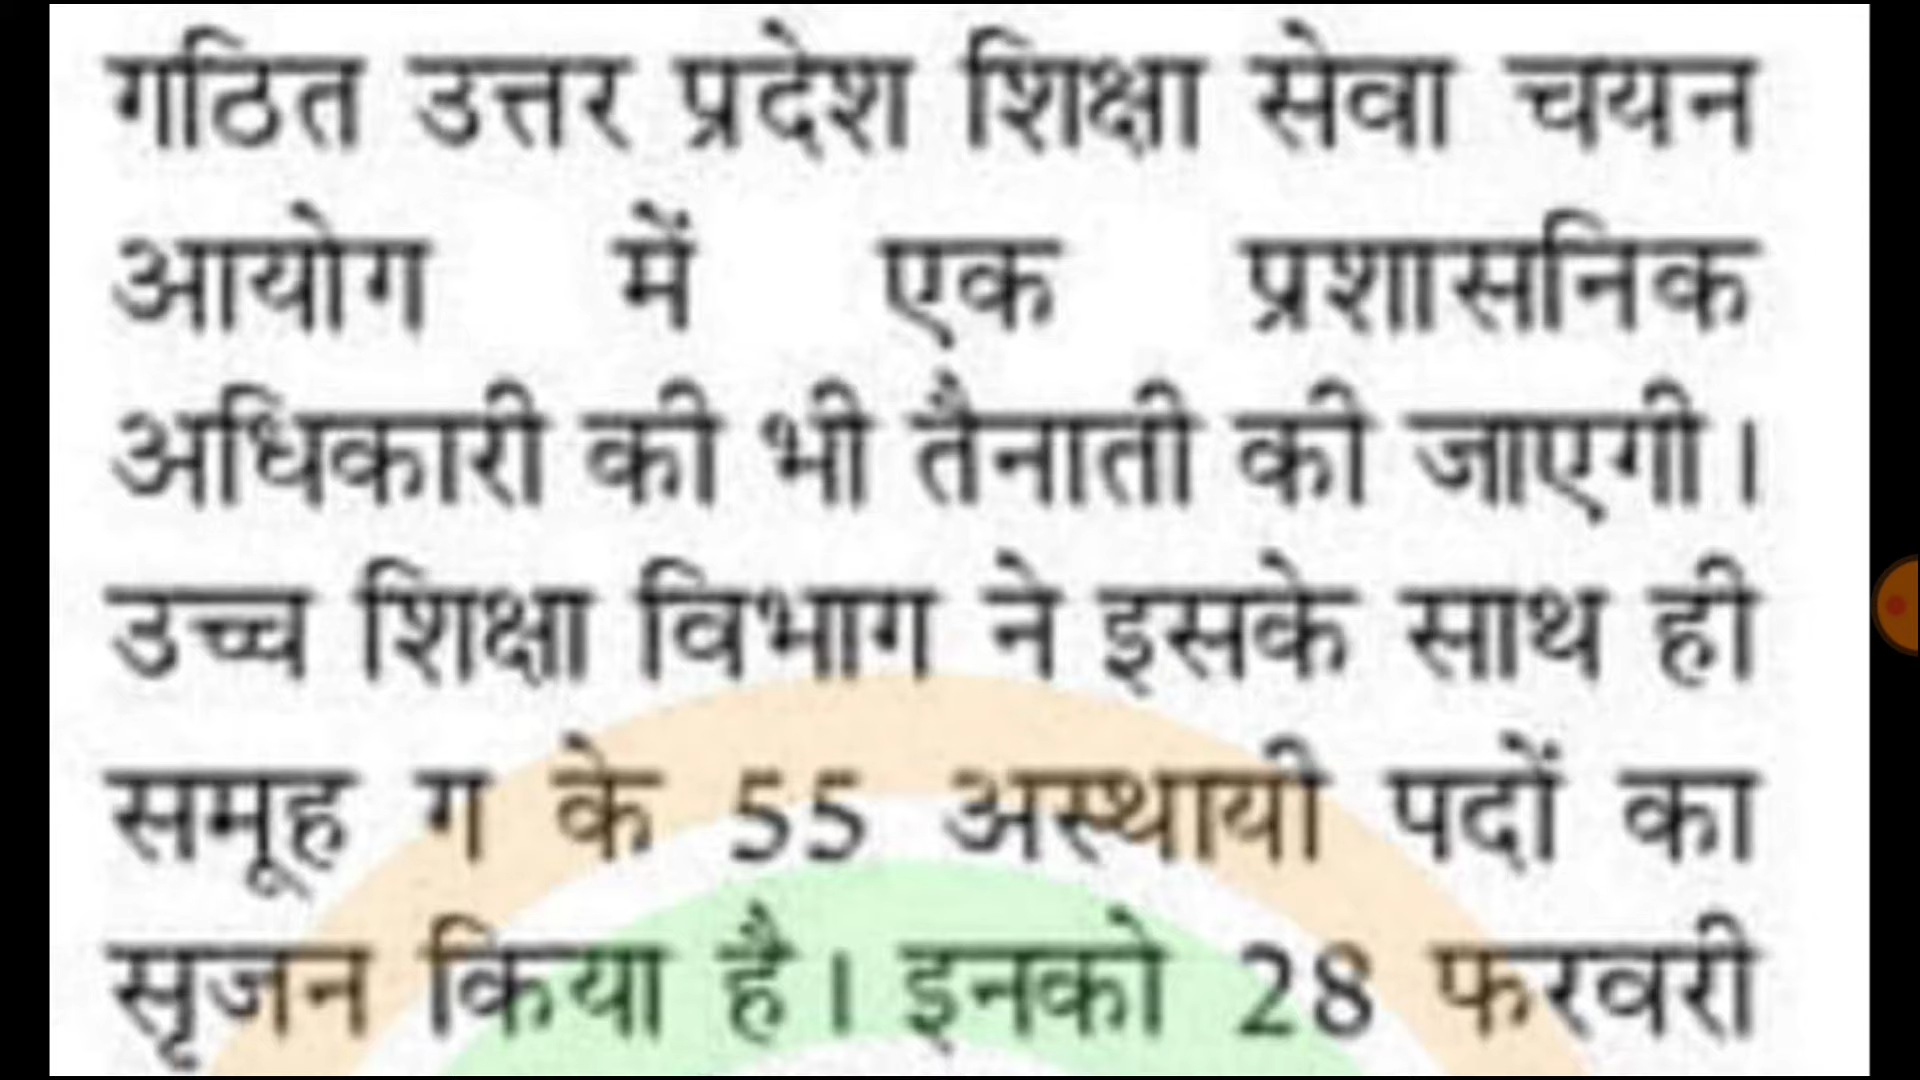 गठित उत्तर प्रदेश शिक्षा सेवा चयन
आयोग में एक प्रशासनिक
अधिकारी की भी तैनाती की जाएगी।
उच्च शिक्षा विभाग ने इसके साथ ही
समूह ग के 55 अस्थायी पदों का
सृजन किया है। इनको 28 फरवरी